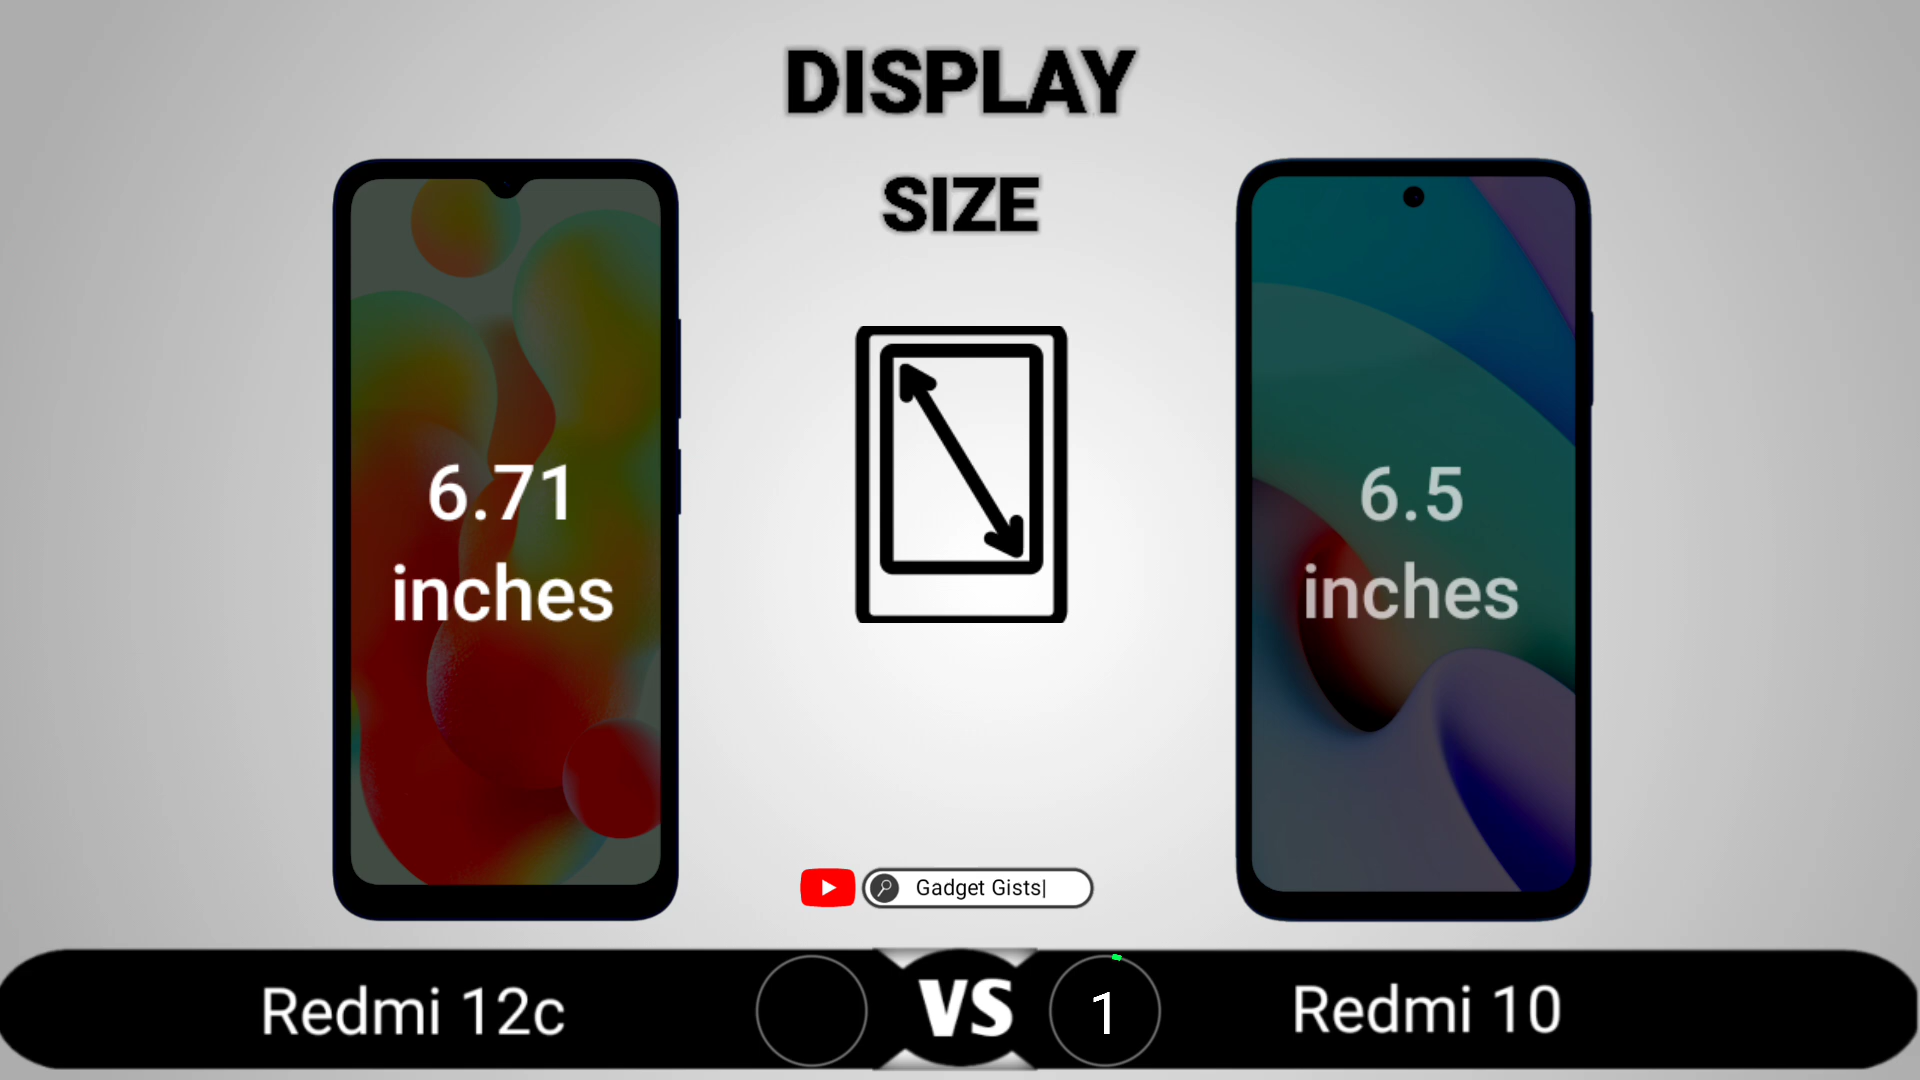 DISPLAY
SIZE
6.71
inches
6.5
inches
Gadget Gists|
Redmi 12c
VS
1
Redmi 10